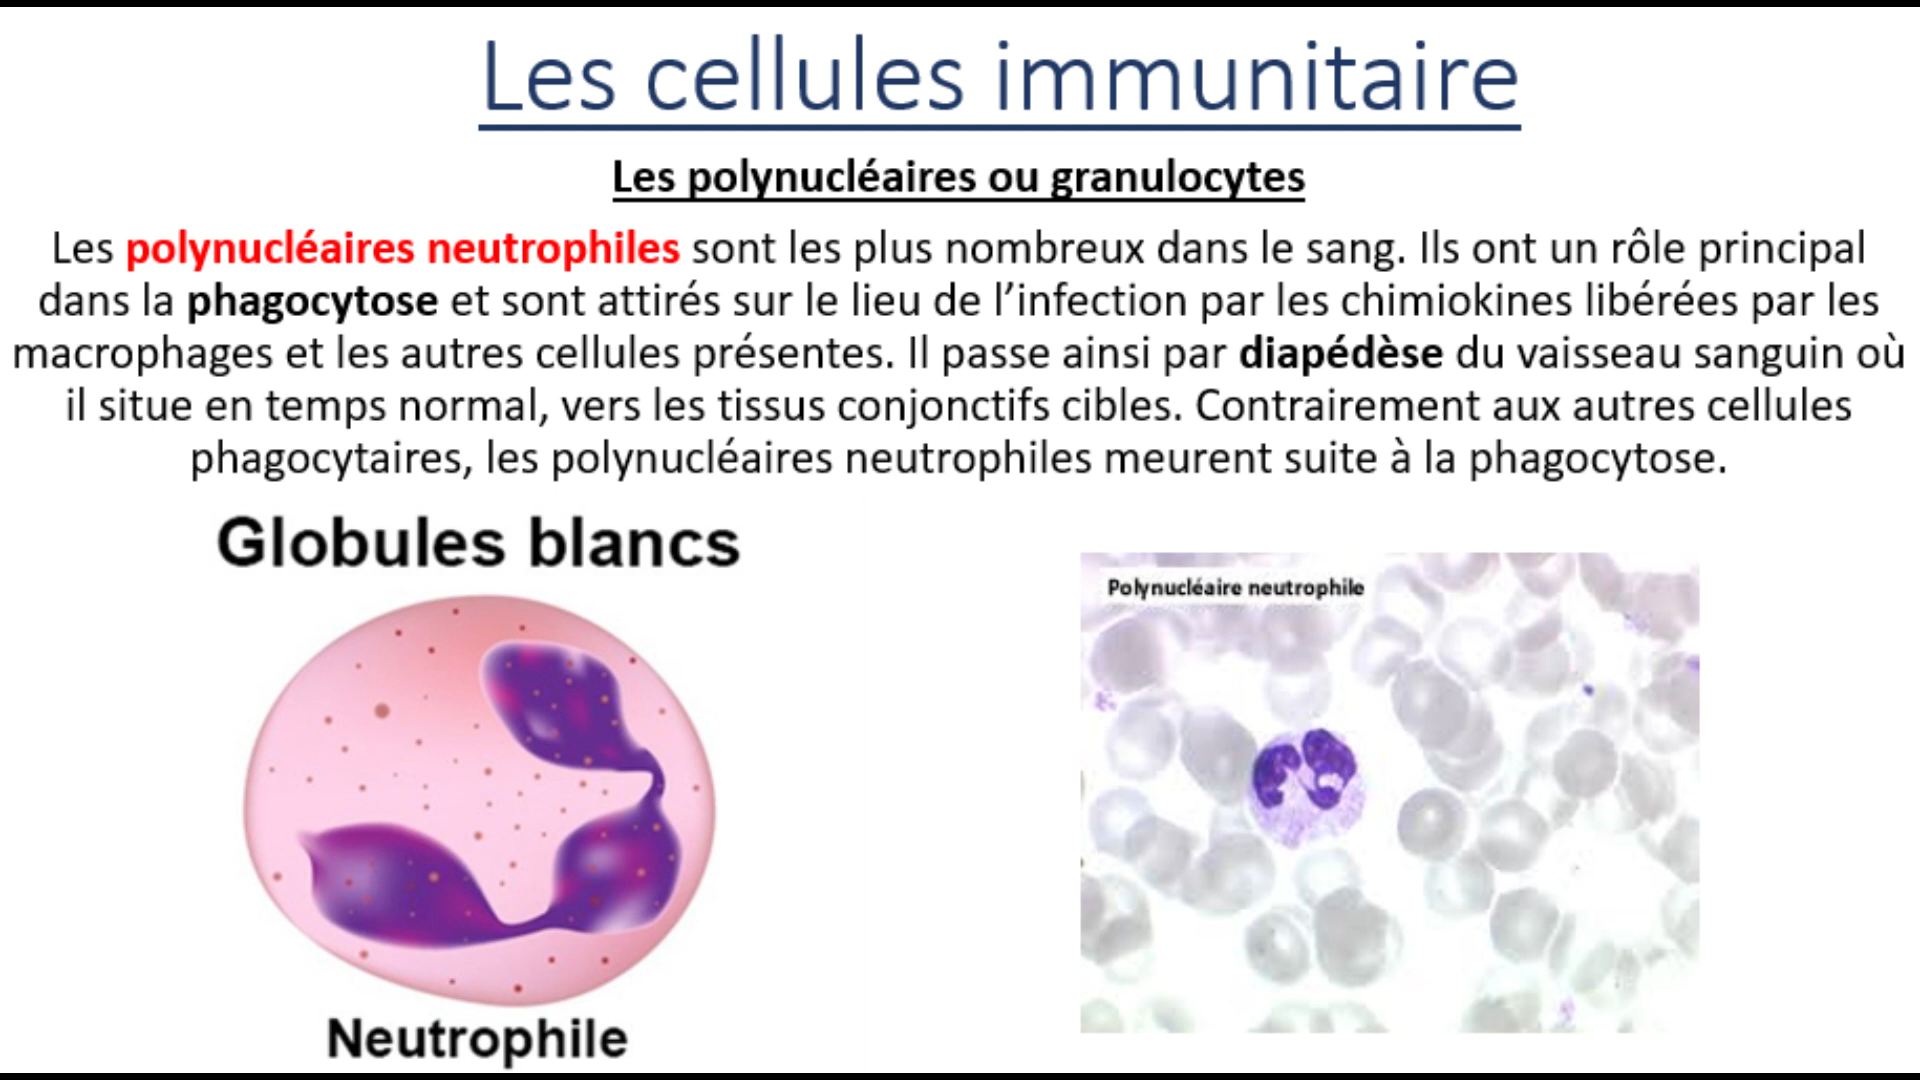 Les cellules immunitaire
Les polynucléaires ou granulocytes
Les polynucléaires neutrophiles sont les plus nombreux dans le sang. Ils ont un rôle principal
dans la phagocytose et sont attirés sur le lieu de l’infection par les chimiokines libérées par les
macrophages et les autres cellules présentes. Il passe ainsi par diapédèse du vaisseau sanguin où
il situe en temps normal, vers les tissus conjonctifs cibles. Contrairement aux autres cellules
phagocytaires, les polynucléaires neutrophiles meurent suite à la phagocytose.
Globules blancs
Neutrophile
Polynucléaire neutrophile